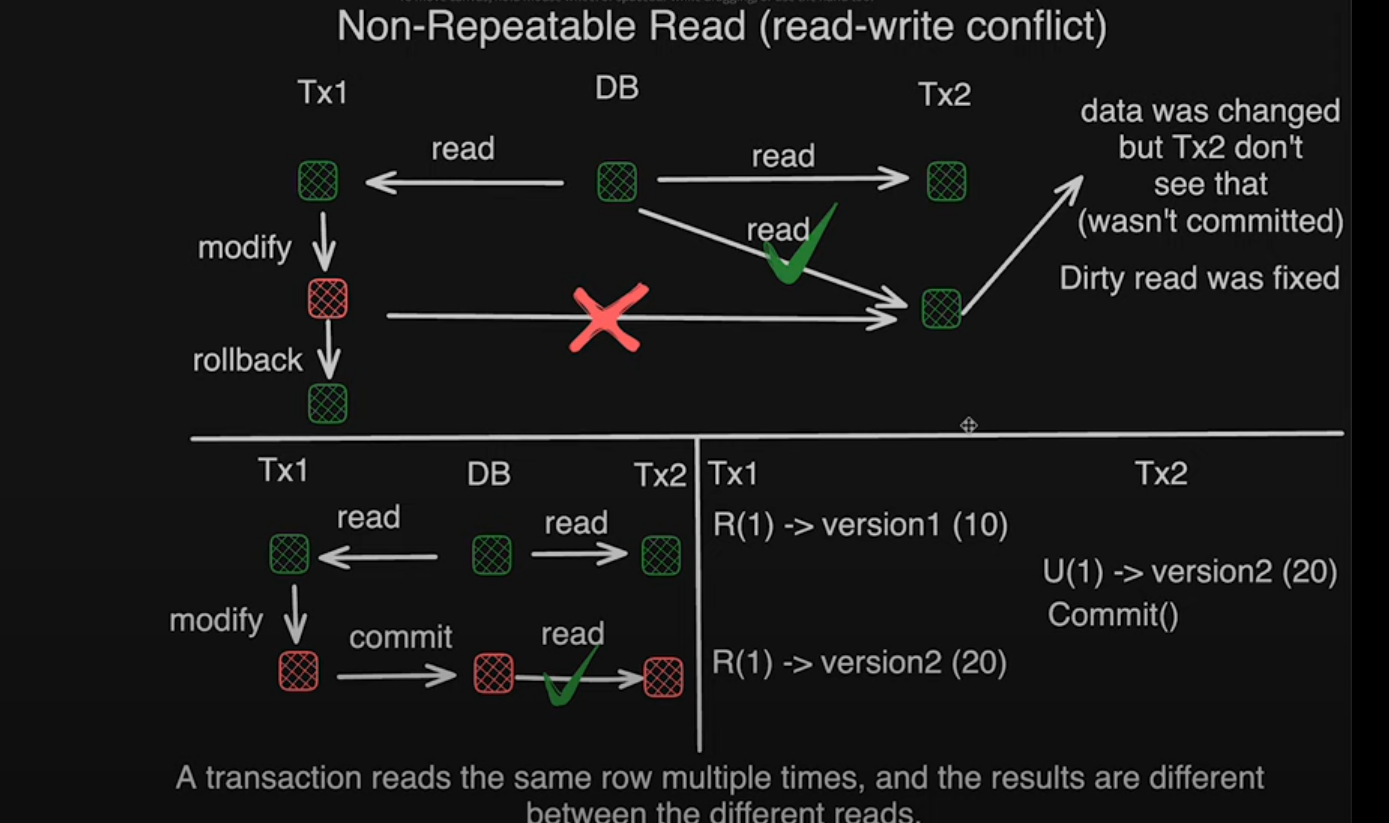 Non-Repeatable Read (read-write conflict)
Tx1
DB
Tx2
read
read
data was changed
but Tx2 don't
see that
(wasn't committed)
modify
read
Dirty read was fixed
rollback
Tx1
DB
Tx2
read
read
modify
commit
read
Tx1
Tx2
R(1) -> version1 (10)
U(1) -> version2 (20)
Commit()
R(1) -> version2 (20)
A transaction reads the same row multiple times, and the results are different
between the different reads.